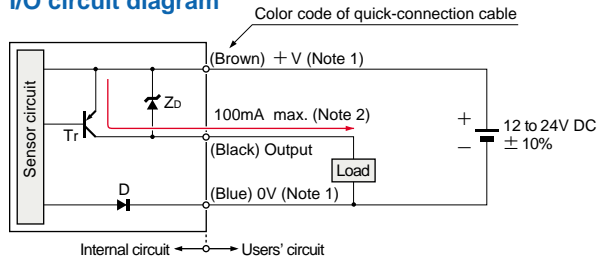 I/O circuit diagram
Color code of quick-connection cable
(Brown) +V (Note 1)
Sensor circuit
Tr
ZD
100mA max. (Note 2)
(Black) Output
+
−
12 to 24V DC
±10%
Load
D
(Blue) 0V (Note 1)
Internal circuit
Users' circuit